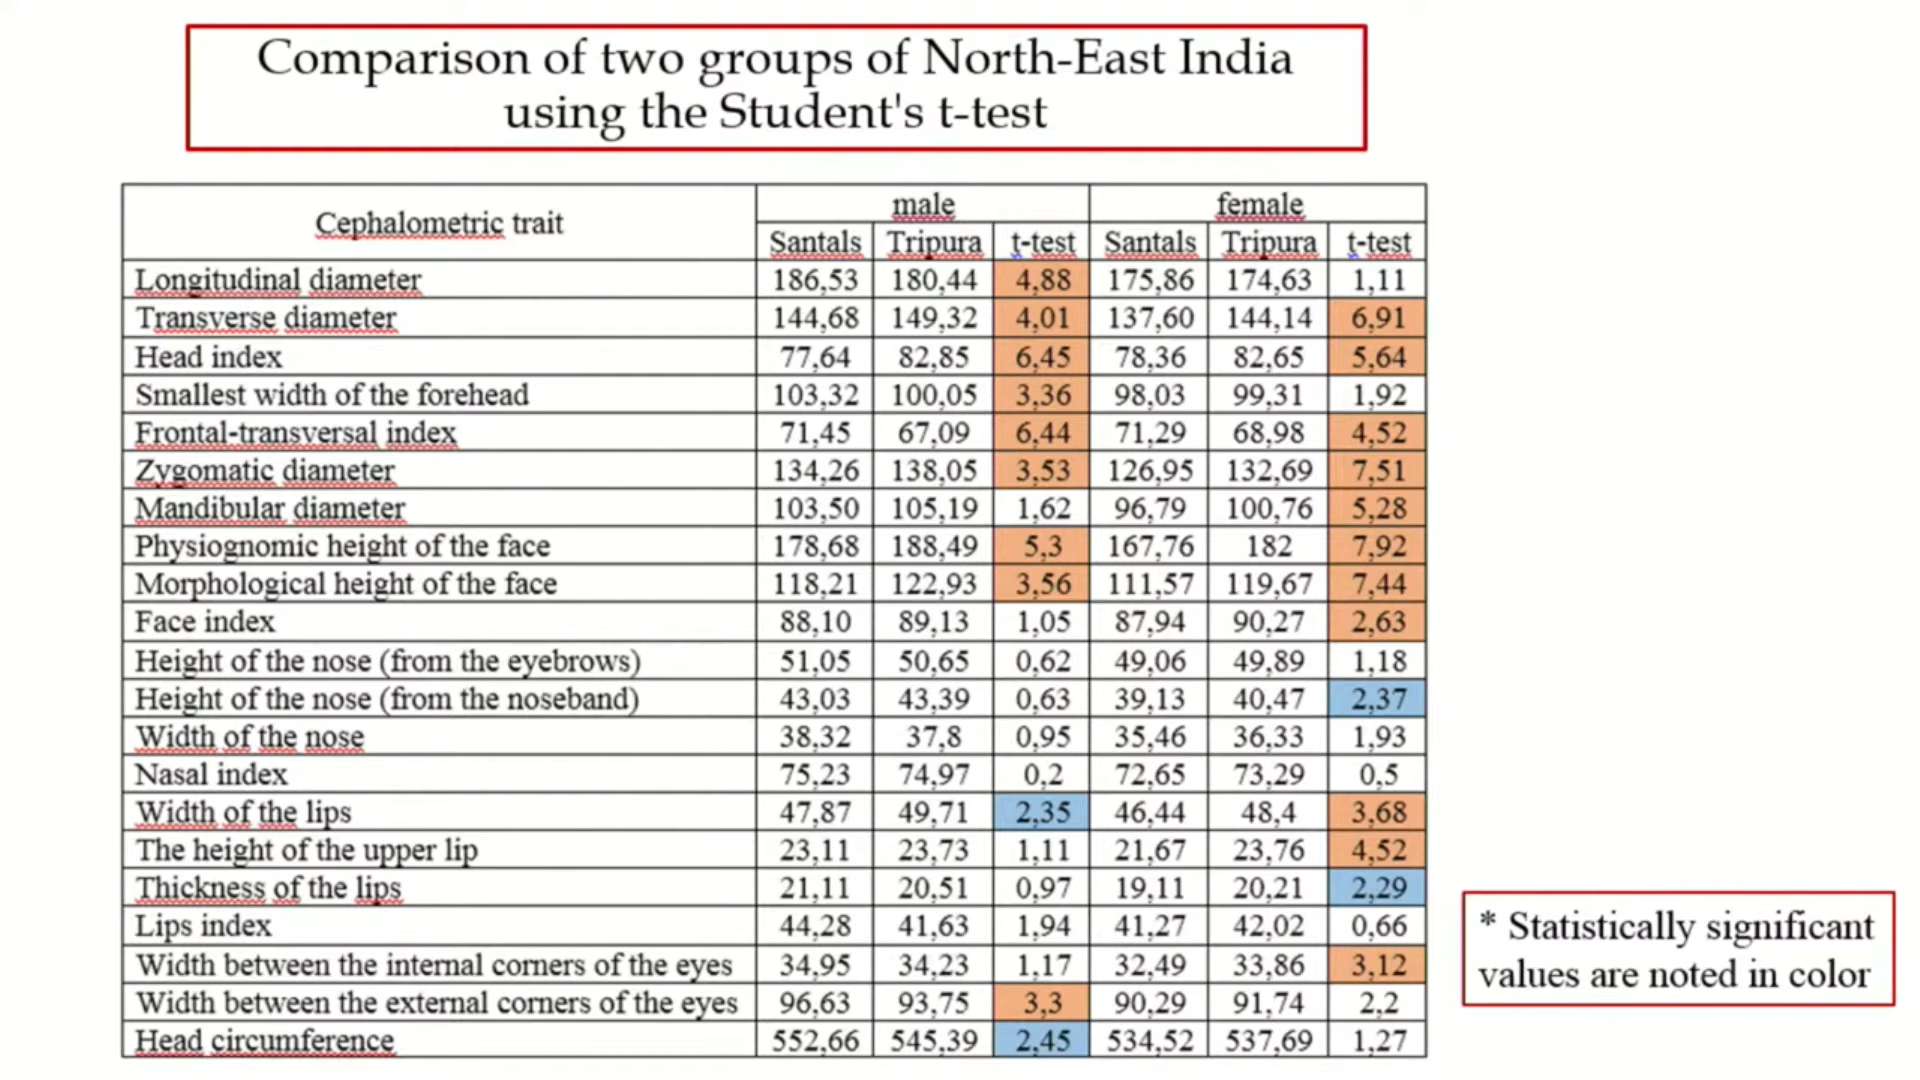 Comparison of two groups of North-East India
using the Student's t-test
Cephalometric trait male female
Santals Tripura t-test Santals Tripura t-test
Longitudinal diameter 186,53 180,44 4,88 175,86 174,63 1,11
Transverse diameter 144,68 149,32 4,01 137,60 144,14 6,91
Head index 77,64 82,85 6,45 78,36 82,65 5,64
Smallest width of the forehead 103,32 100,05 3,36 98,03 99,31 1,92
Frontal-transversal index 71,45 67,09 6,44 71,29 68,98 4,52
Zygomatic diameter 134,26 138,05 3,53 126,95 132,69 7,51
Mandibular diameter 103,50 105,19 1,62 96,79 100,76 5,28
Physiognomic height of the face 178,68 188,49 5,3 167,76 182 7,92
Morphological height of the face 118,21 122,93 3,56 111,57 119,67 7,44
Face index 88,10 89,13 1,05 87,94 90,27 2,63
Height of the nose (from the eyebrows) 51,05 50,65 0,62 49,06 49,89 1,18
Height of the nose (from the noseband) 43,03 43,39 0,63 39,13 40,47 2,37
Width of the nose 38,32 37,8 0,95 35,46 36,33 1,93
Nasal index 75,23 74,97 0,2 72,65 73,29 0,5
Width of the lips 47,87 49,71 2,35 46,44 48,4 3,68
The height of the upper lip 23,11 23,73 1,11 21,67 23,76 4,52
Thickness of the lips 21,11 20,51 0,97 19,11 20,21 2,29
Lips index 44,28 41,63 1,94 41,27 42,02 0,66
Width between the internal corners of the eyes 34,95 34,23 1,17 32,49 33,86 3,12
Width between the external corners of the eyes 96,63 93,75 3,3 90,29 91,74 2,2
Head circumference 552,66 545,39 2,45 534,52 537,69 1,27
* Statistically significant
values are noted in color